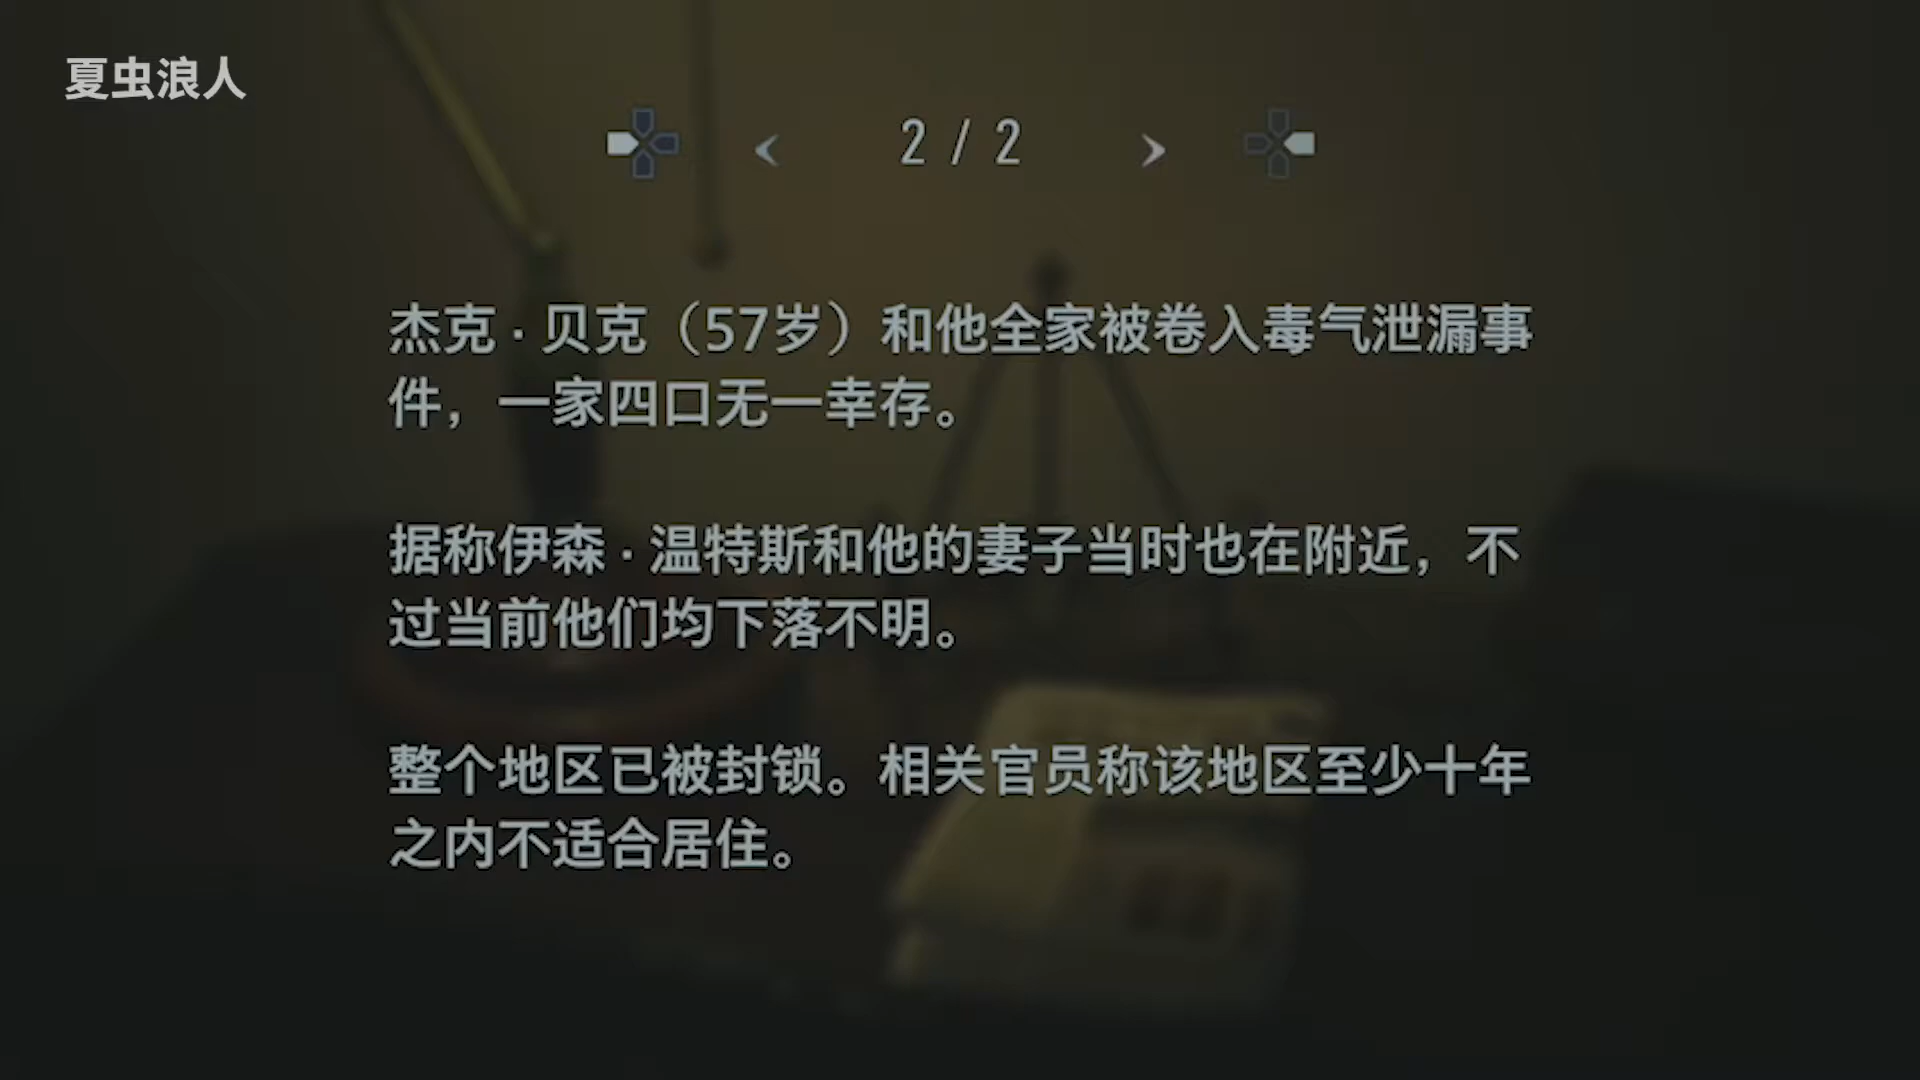 夏虫浪人
2 / 2
杰克·贝克（57岁）和他全家被卷入毒气泄漏事
件，一家四口无一幸存。
据称伊森·温特斯和他的妻子当时也在附近，不
过当前他们均下落不明。
整个地区已被封锁。相关官员称该地区至少十年
之内不适合居住。